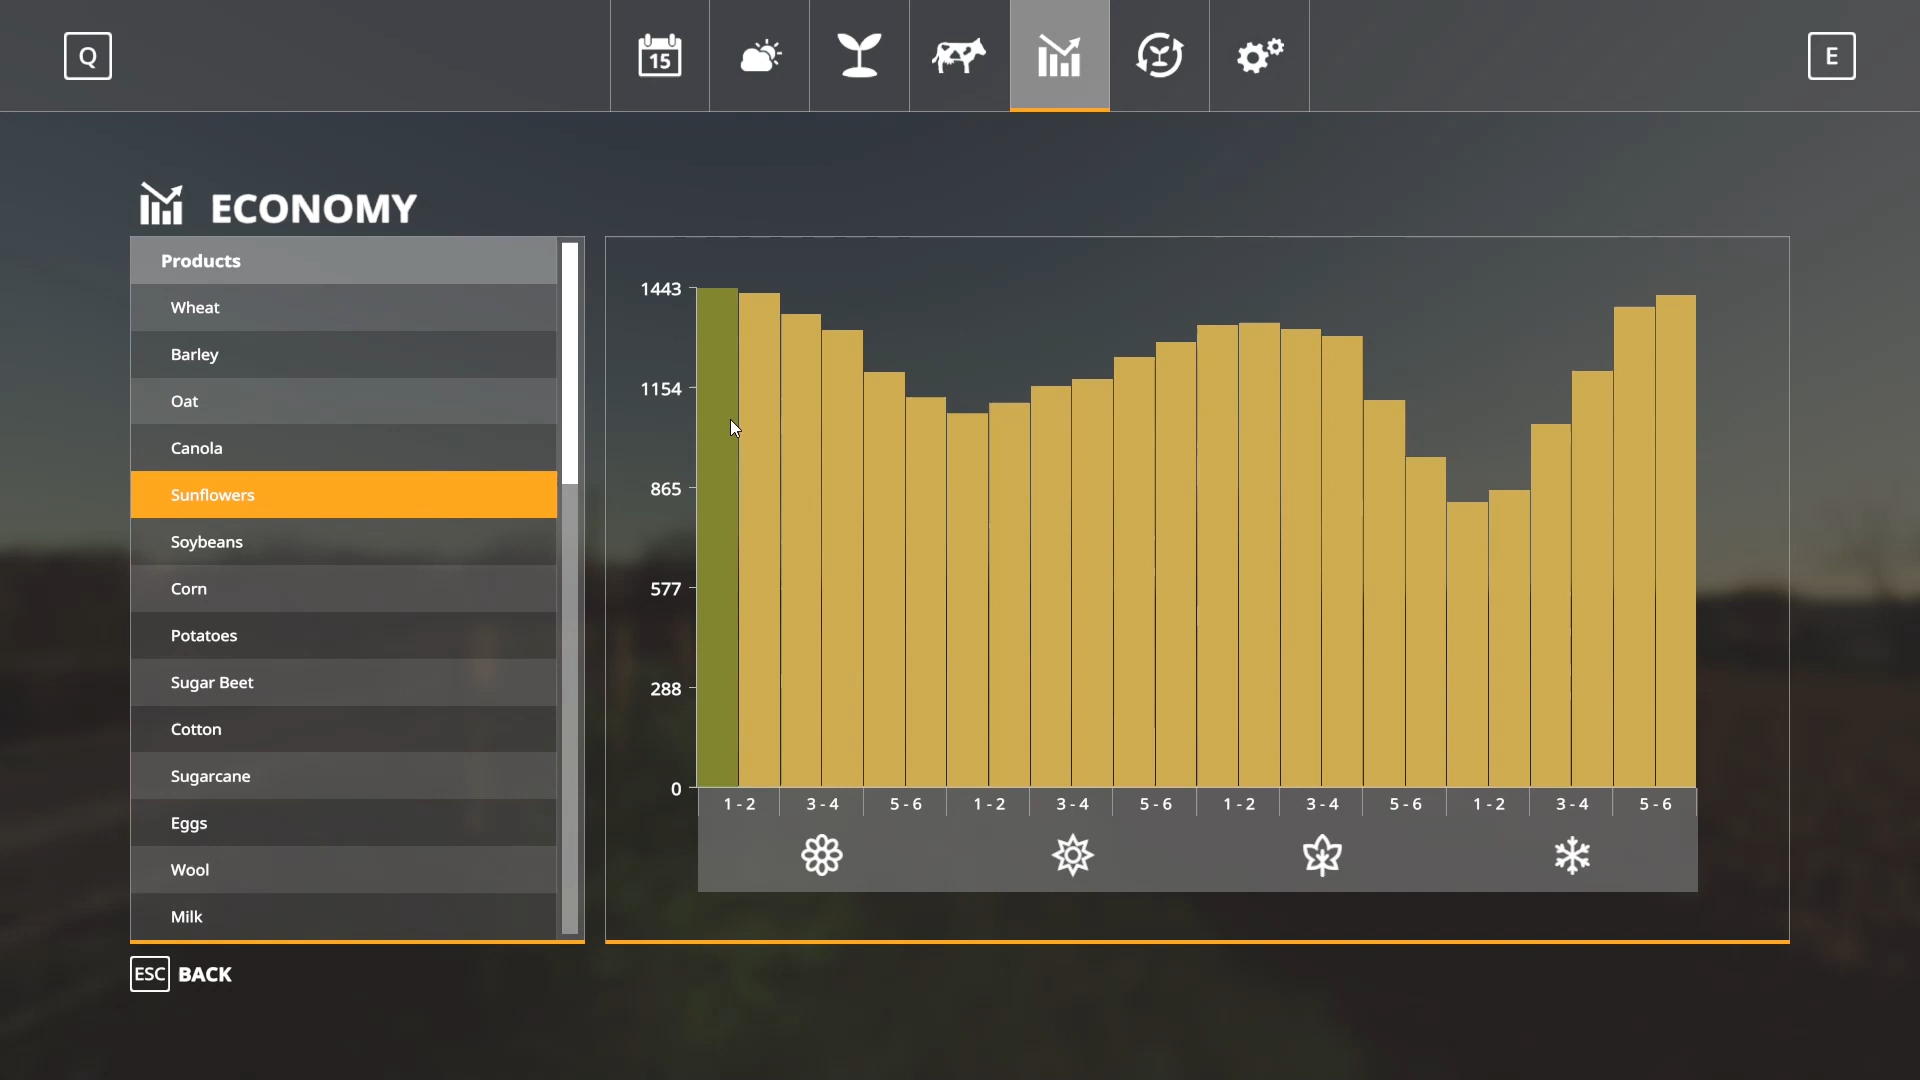 Q
15
E
ECONOMY
Products
Wheat
Barley
Oat
Canola
Sunflowers
Soybeans
Corn
Potatoes
Sugar Beet
Cotton
Sugarcane
Eggs
Wool
Milk
1443
1154
865
577
288
0
1 - 2 3 - 4 5 - 6 1 - 2 3 - 4 5 - 6 1 - 2 3 - 4 5 - 6 1 - 2 3 - 4 5 - 6
ESC BACK